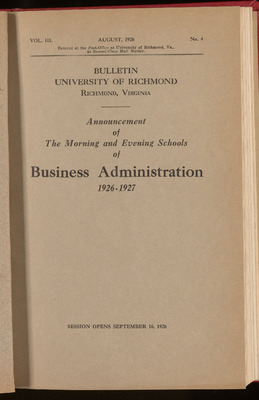 VOL. III. AUGUST, 1926 No. 4
Entered at the Post-Office at University of Richmond, Va., as Second-Class Mail Matter.
BULLETIN
UNIVERSITY OF RICHMOND
RICHMOND, VIRGINIA
Announcement
of
The Morning and Evening Schools
of
Business Administration
1926-1927
SESSION OPENS SEPTEMBER 16, 1926